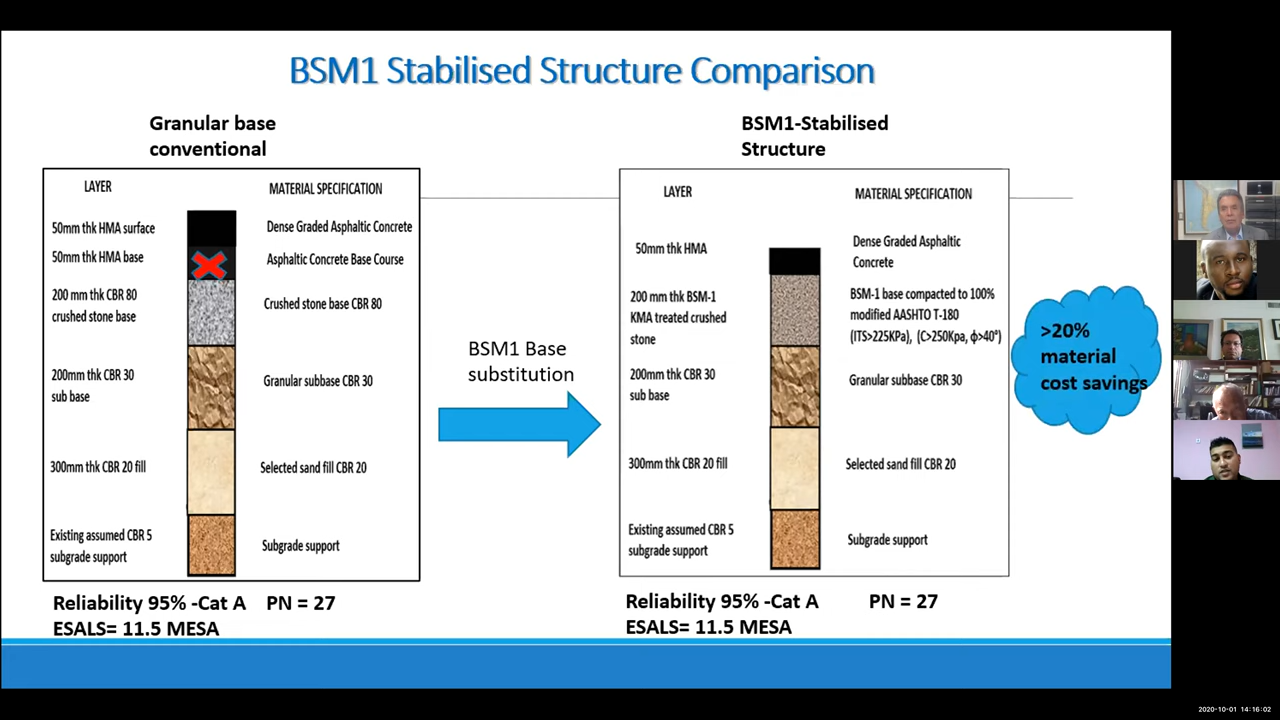 BSM1 Stabilised Structure Comparison
Granular base
conventional
LAYER
MATERIAL SPECIFICATION
50mm thk HMA surface
Dense Graded Asphaltic Concrete
50mm thk HMA base
Asphaltic Concrete Base Course
200 mm thk CBR 80
crushed stone base
Crushed stone base CBR 80
200mm thk CBR 30
sub base
Granular subbase CBR 30
300mm thk CBR 20 fill
Selected sand fill CBR 20
Existing assumed CBR 5
subgrade support
Subgrade support
Reliability 95% -Cat A PN = 27
ESALS= 11.5 MESA
BSM1 Base
substitution
BSM1-Stabilised
Structure
LAYER
MATERIAL SPECIFICATION
50mm thk HMA
Dense Graded Asphaltic
Concrete
200 mm thk BSM-1
KMA treated crushed
stone
BSM-1 base compacted to 100%
modified AASHTO T-180
(ITS>225KPa), (C>250Kpa, ф>40°)
200mm thk CBR 30
sub base
Granular subbase CBR 30
300mm thk CBR 20 fill
Selected sand fill CBR 20
Existing assumed CBR 5
subgrade support
Subgrade support
Reliability 95% -Cat A PN = 27
ESALS= 11.5 MESA
>20%
material
cost savings
2020-10-01 14:16:02